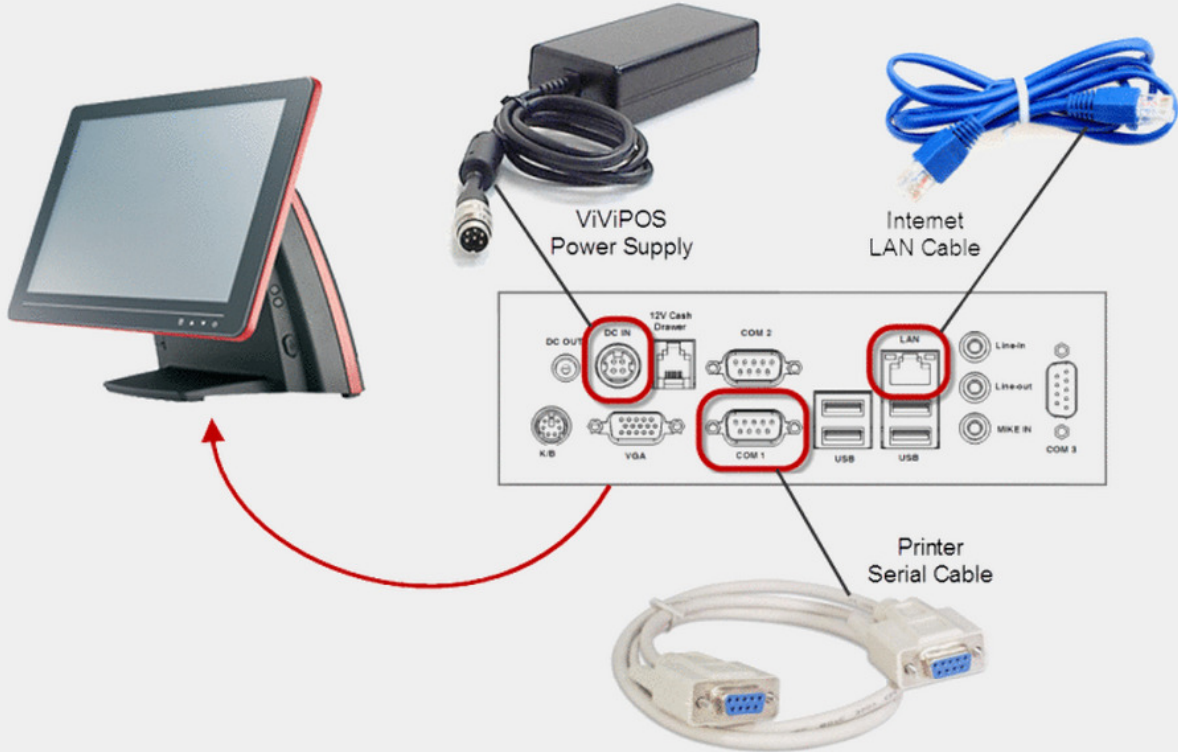 ViViPOS
Power Supply
Internet
LAN Cable
12V Cash
Drawer
DC OUT
DC IN
COM 2
LAN
Line-in
Line-out
MIKE IN
K/B
VGA
COM 1
USB
USB
COM 3
Printer
Serial Cable